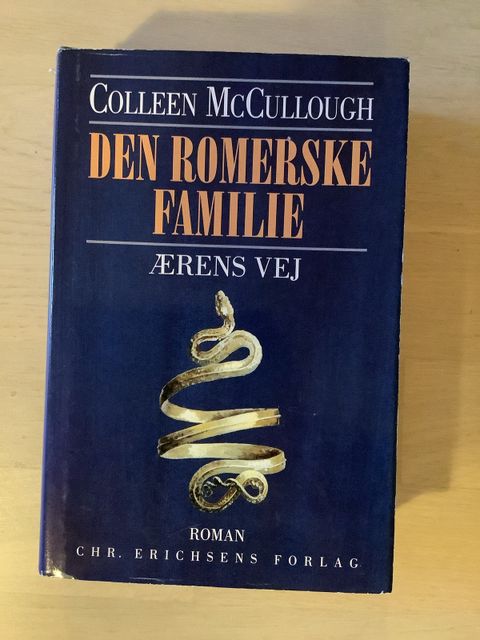 COLLEEN MCCULLOUGH
DEN ROMERSKE
FAMILIE
ÆRENS VEJ
ROMAN
CHR. ERICHSENS FORLAG